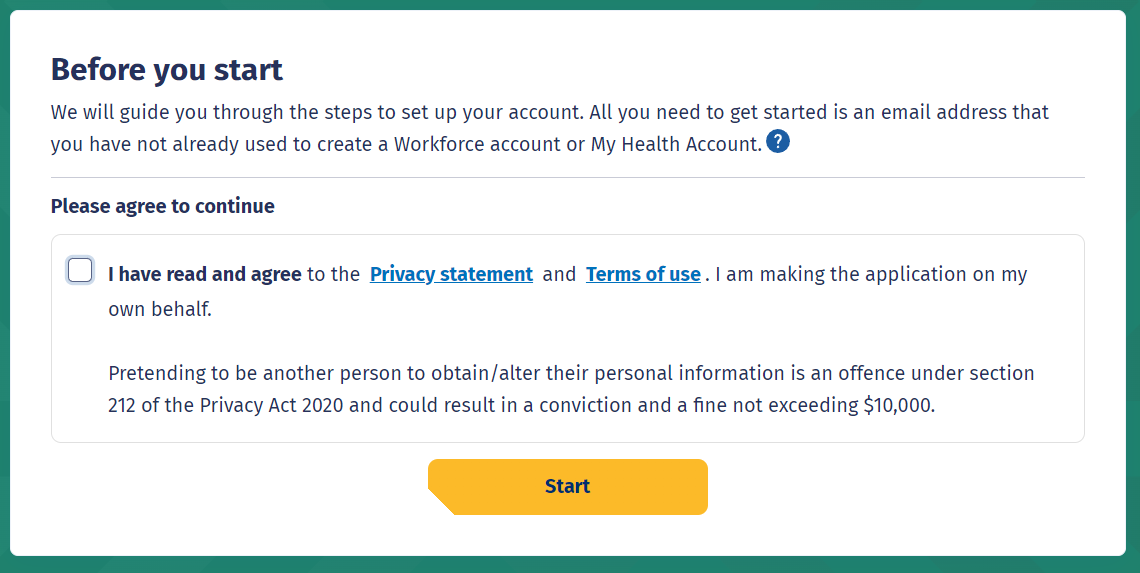 Before you start
We will guide you through the steps to set up your account. All you need to get started is an email address that
you have not already used to create a Workforce account or My Health Account. ?
Please agree to continue
I have read and agree to the Privacy statement and Terms of use . I am making the application on my
own behalf.
Pretending to be another person to obtain/alter their personal information is an offence under section
212 of the Privacy Act 2020 and could result in a conviction and a fine not exceeding $10,000.
Start